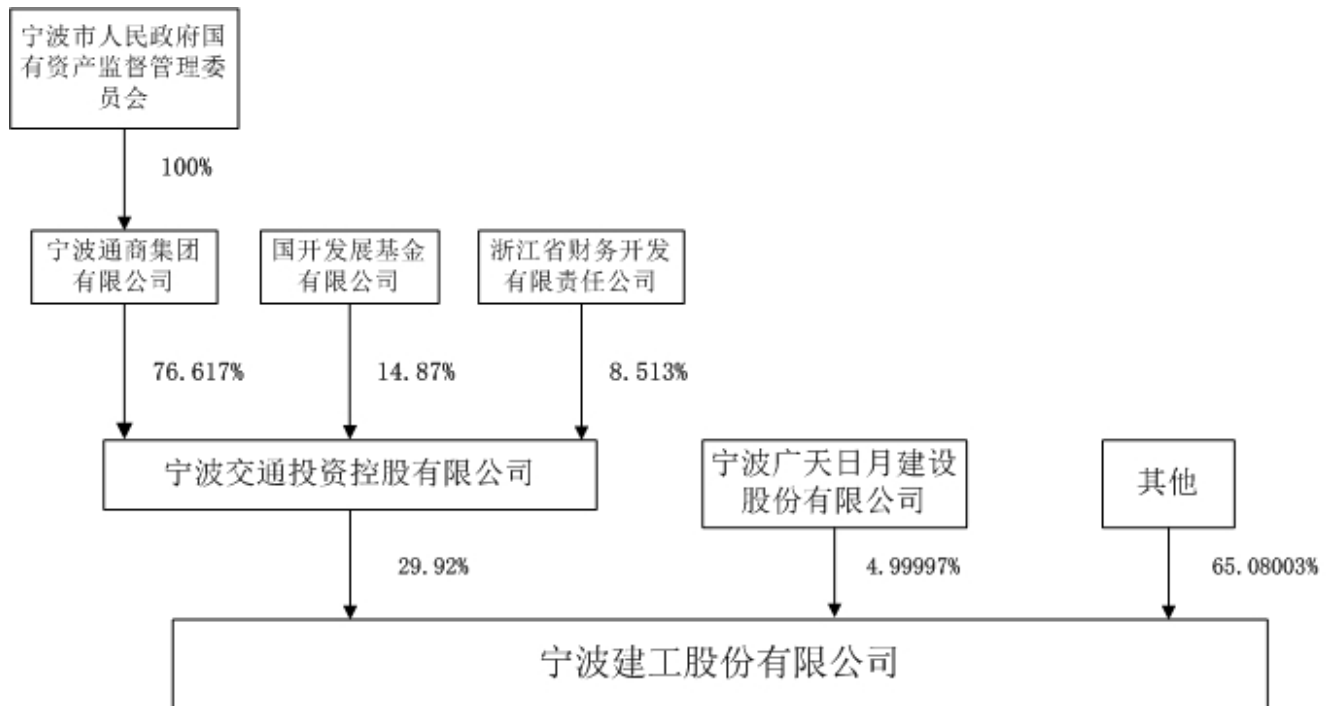 宁波市人民政府国
有资产监督管理委
员会
100%
宁波通商集团
有限公司
国开发展基金
有限公司
浙江省财务开发
有限责任公司
76.617%
14.87%
8.513%
宁波交通投资控股有限公司
宁波广天日月建设
股份有限公司
其他
29.92%
4.99997%
65.08003%
宁波建工股份有限公司